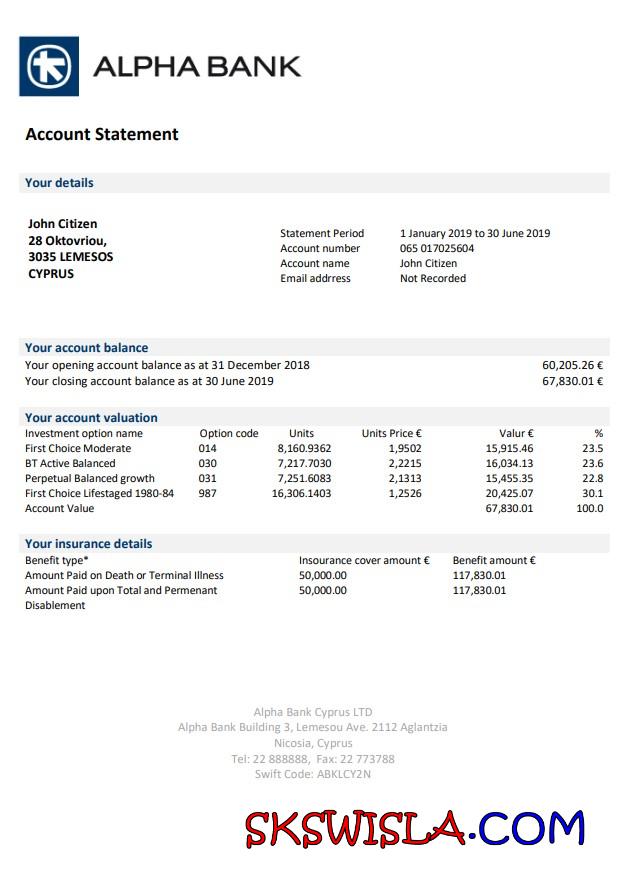 ALPHA BANK
Account Statement
Your details
John Citizen
28 Oktovriou,
3035 LEMESOS
CYPRUS
Statement Period 1 January 2019 to 30 June 2019
Account number 065 017025604
Account name John Citizen
Email addrress Not Recorded
Your account balance
Your opening account balance as at 31 December 2018 60,205.26 €
Your closing account balance as at 30 June 2019 67,830.01 €
Your account valuation
Investment option name Option code Units Units Price € Valur € %
First Choice Moderate 014 8,160.9362 1,9502 15,915.46 23.5
BT Active Balanced 030 7,217.7030 2,2215 16,034.13 23.6
Perpetual Balanced growth 031 7,251.6083 2,1313 15,455.35 22.8
First Choice Lifestaged 1980-84 987 16,306.1403 1,2526 20,425.07 30.1
Account Value 67,830.01 100.0
Your insurance details
Benefit type* Insourance cover amount € Benefit amount €
Amount Paid on Death or Terminal Illness 50,000.00 117,830.01
Amount Paid upon Total and Permenant 50,000.00 117,830.01
Disablement
Alpha Bank Cyprus LTD
Alpha Bank Building 3, Lemesou Ave. 2112 Aglantzia
Nicosia, Cyprus
Tel: 22 888888, Fax: 22 773788
Swift Code: ABKLCY2N
SKSWISLA.COM